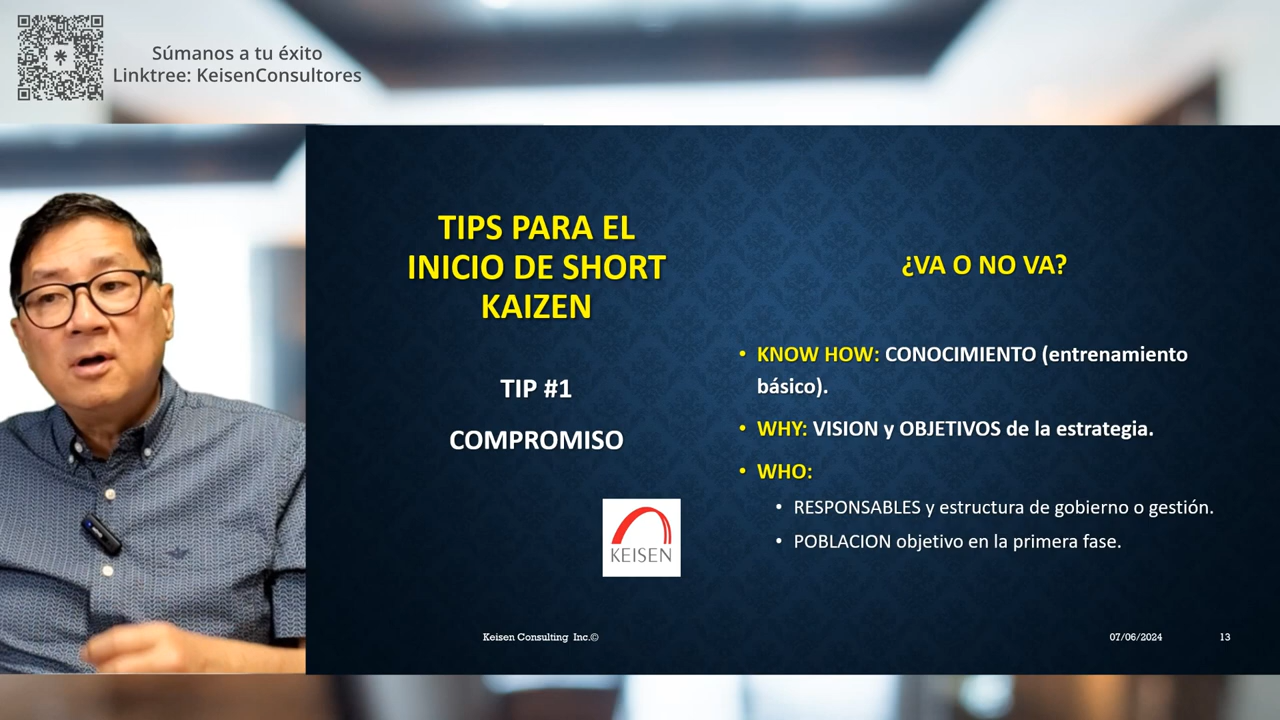 Súmanos a tu éxito
Linktree: KeisenConsultores
TIPS PARA EL
INICIO DE SHORT
KAIZEN
TIP #1
COMPROMISO
KEISEN
¿VA O NO VA?
• KNOW HOW: CONOCIMIENTO (entrenamiento
básico).
• WHY: VISION y OBJETIVOS de la estrategia.
• WHO:
• RESPONSABLES y estructura de gobierno o gestión.
• POBLACION objetivo en la primera fase.
Keisen Consulting Inc.©
07/06/2024
13